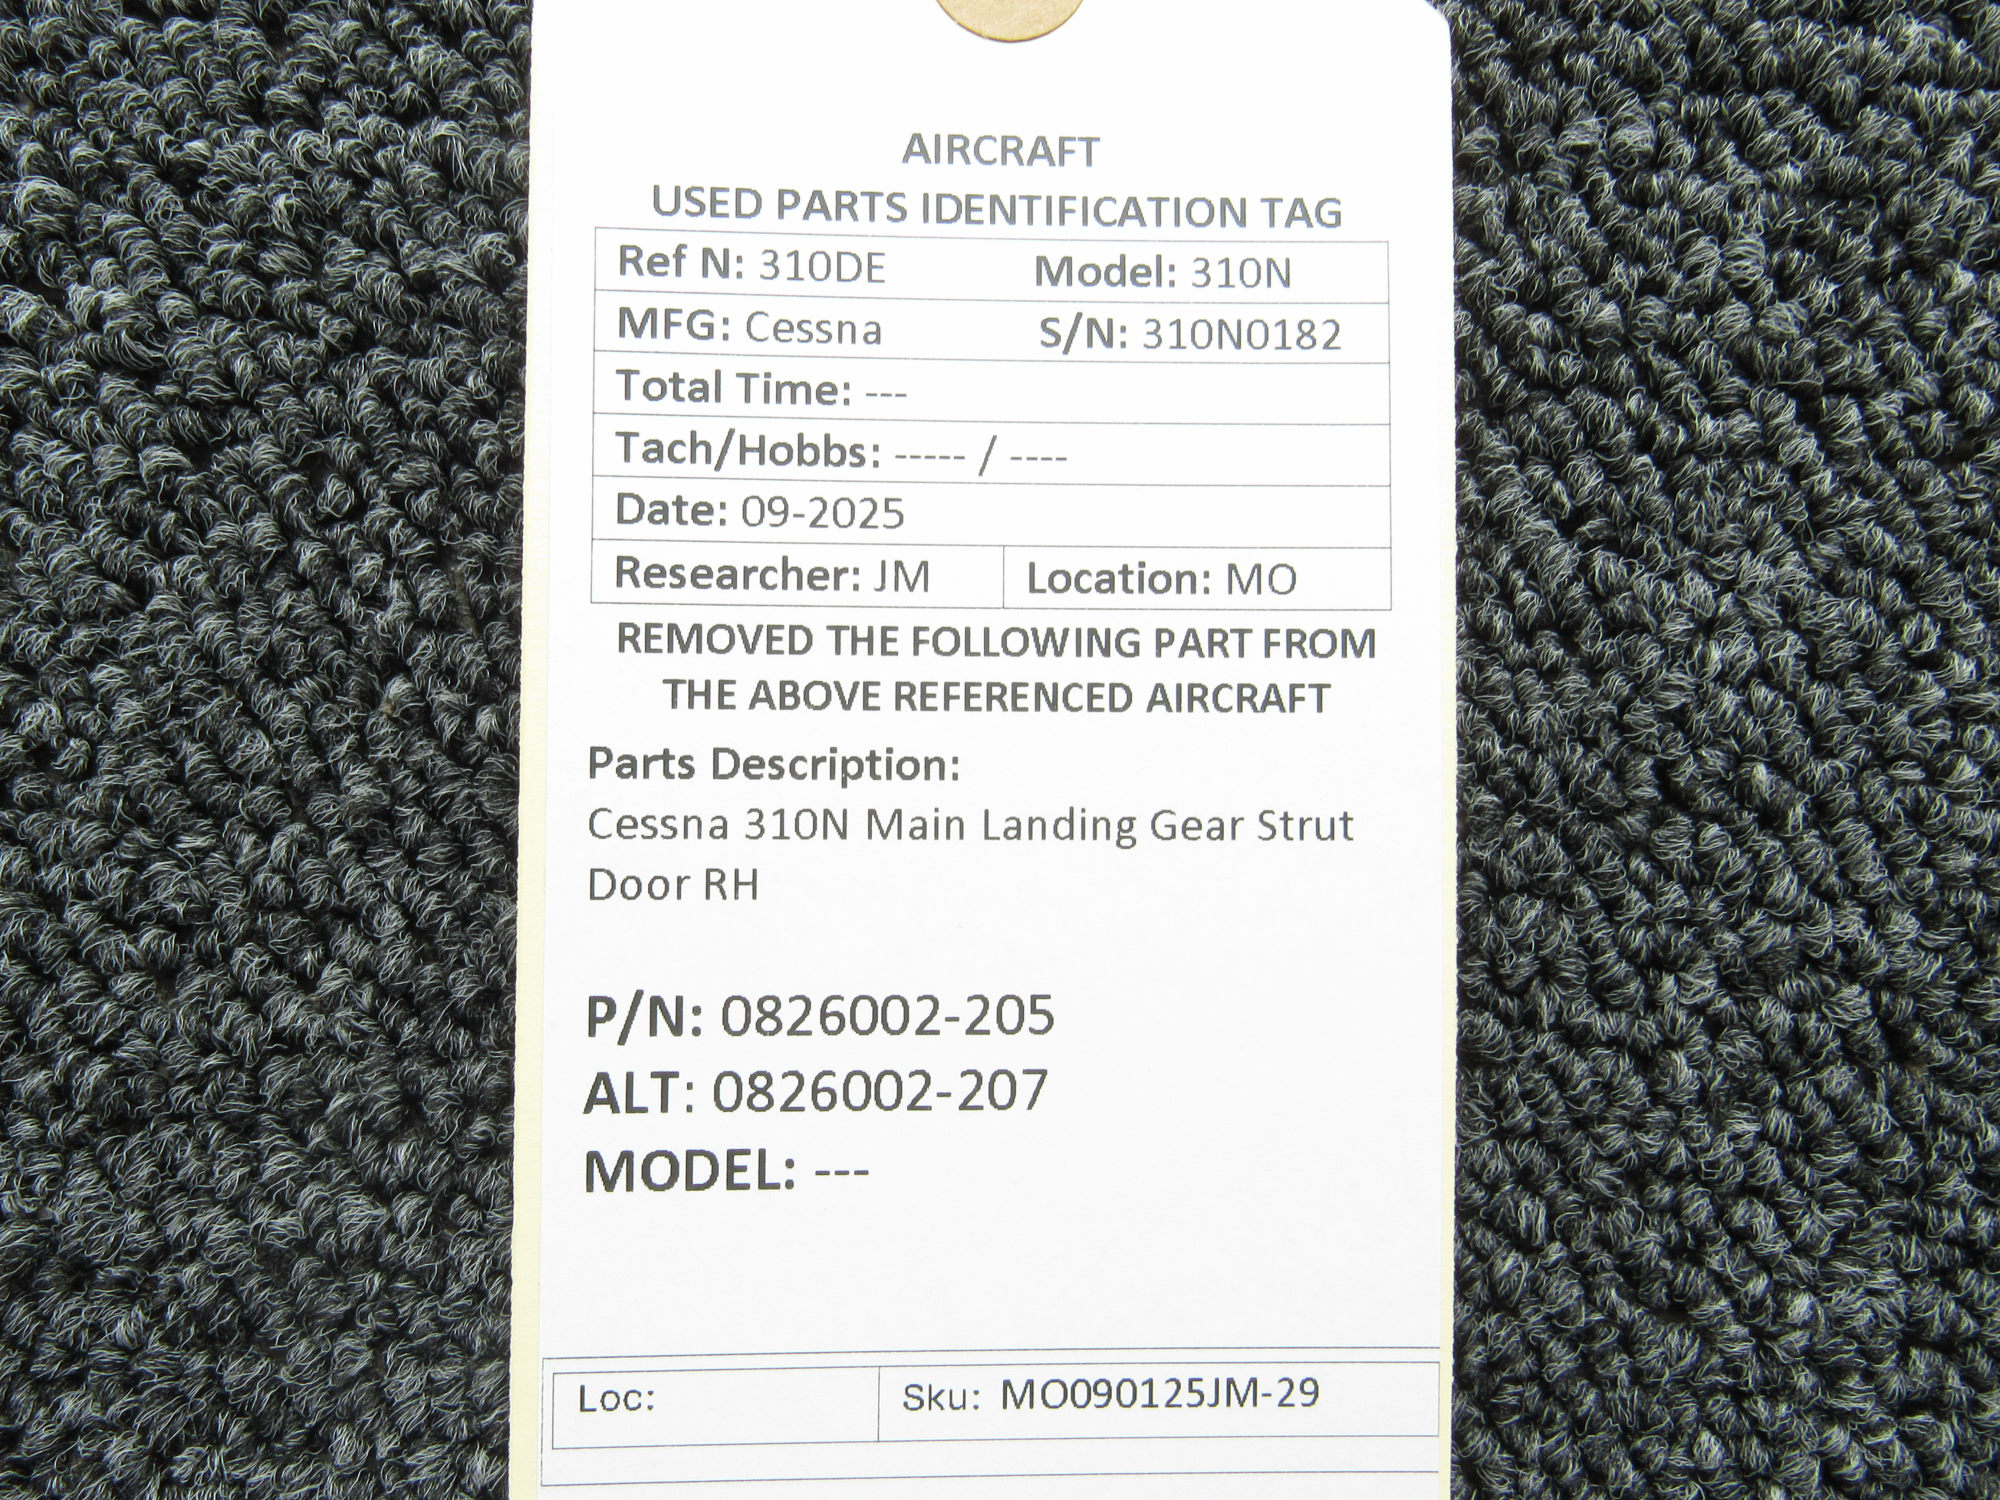 AIRCRAFT
USED PARTS IDENTIFICATION TAG
Ref N: 310DE Model: 310N
MFG: Cessna S/N: 310N0182
Total Time: ---
Tach/Hobbs: ----- / ----
Date: 09-2025
Researcher: JM Location: MO
REMOVED THE FOLLOWING PART FROM
THE ABOVE REFERENCED AIRCRAFT
Parts Description:
Cessna 310N Main Landing Gear Strut
Door RH
P/N: 0826002-205
ALT: 0826002-207
MODEL: ---
Loc: Sku: MO090125JM-29